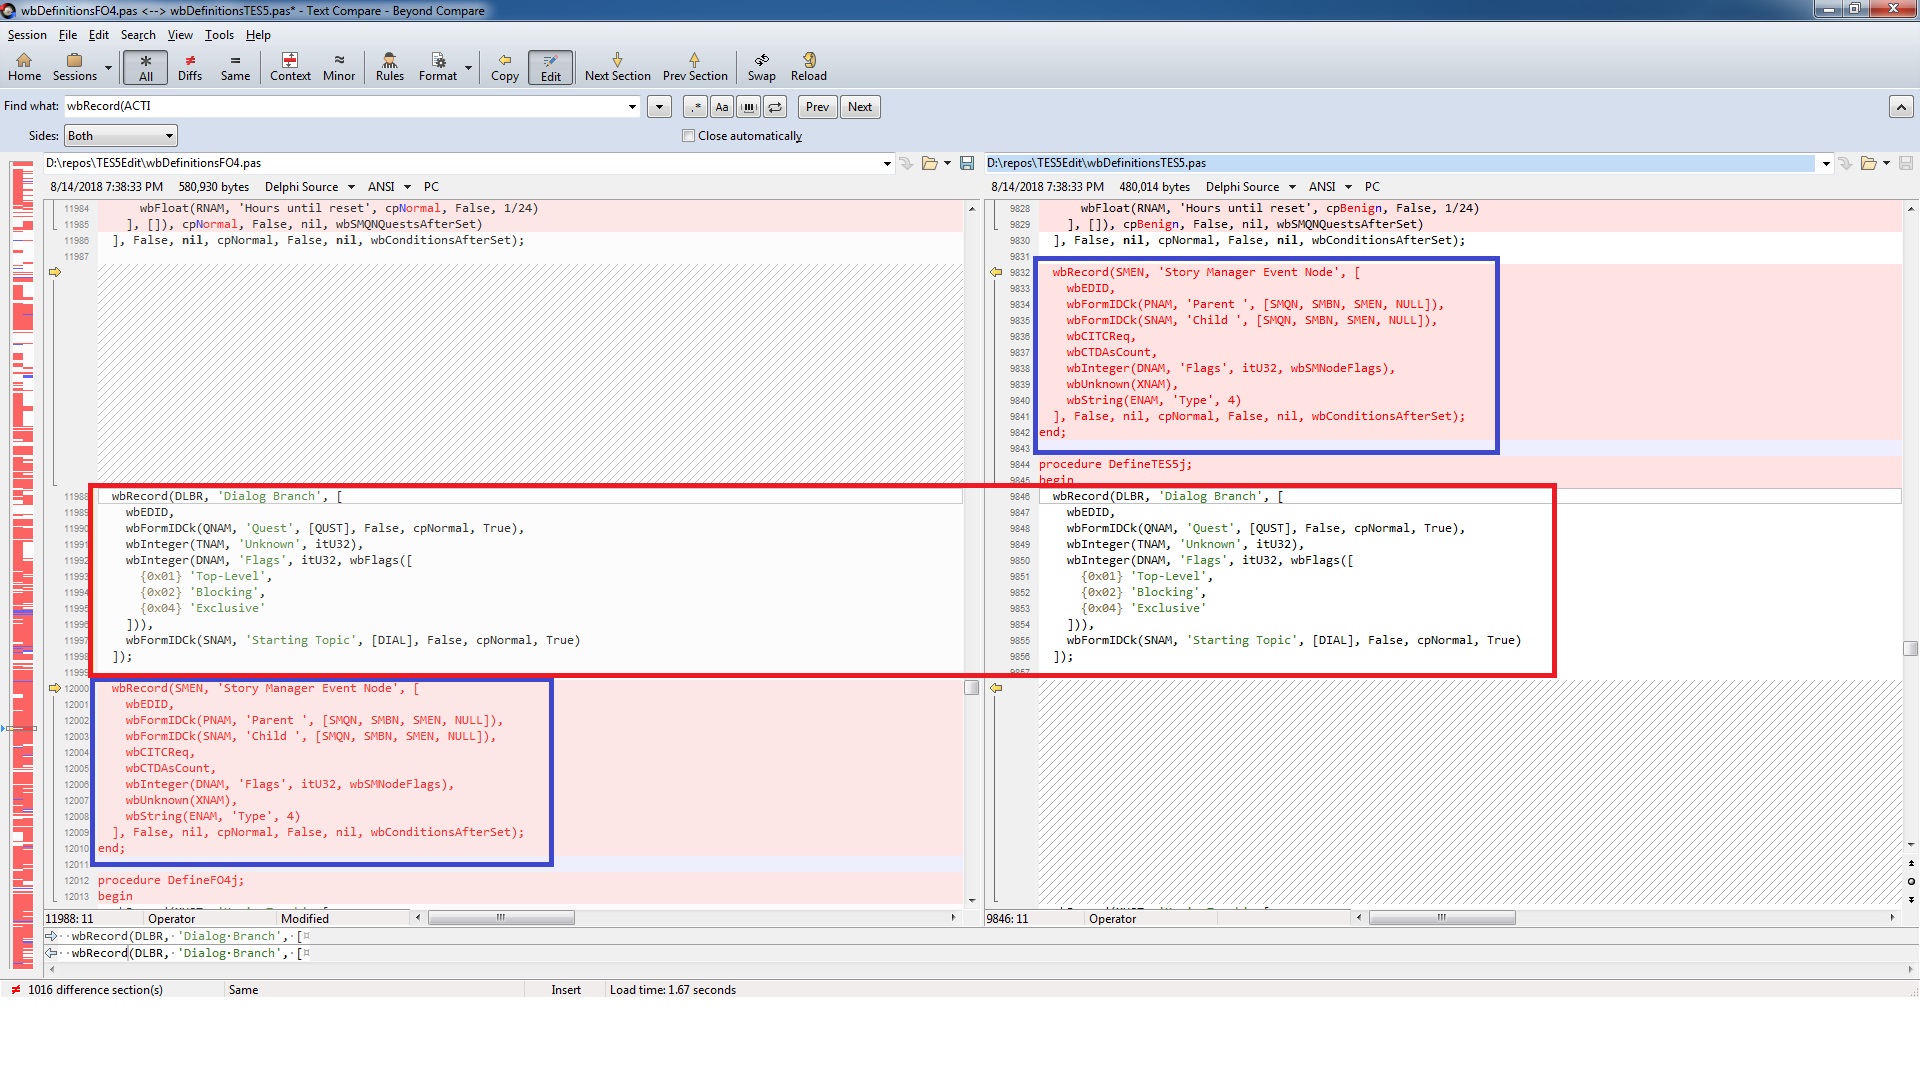 wbDefinitionsFO4.pas <--> wbDefinitionsTES5.pas* - Text Compare - Beyond Compare
Session File Edit Search View Tools Help
Home Sessions All Diffs Same Context Minor Rules Format Copy Edit Next Section Prev Section Swap Reload
Find what: wbRecord(ACTI .* Aa Prev Next
Sides: Both Close automatically
D:\repos\TES5Edit\wbDefinitionsFO4.pas
8/14/2018 7:38:33 PM 580,930 bytes Delphi Source ANSI PC
11984 wbFloat(RNAM, 'Hours until reset', cpNormal, False, 1/24)
11985 ], []), cpNormal, False, nil, wbSMQNQuestsAfterSet)
11986 ], False, nil, cpNormal, False, nil, wbConditionsAfterSet);
11987
11988 wbRecord(DLBR, 'Dialog Branch', [
11989 wbEDID,
11990 wbFormIDCk(QNAM, 'Quest', [QUST], False, cpNormal, True),
11991 wbInteger(TNAM, 'Unknown', itU32),
11992 wbInteger(DNAM, 'Flags', itU32, wbFlags([
11993 {0x01} 'Top-Level',
11994 {0x02} 'Blocking',
11995 {0x04} 'Exclusive'
11996 ])),
11997 wbFormIDCk(SNAM, 'Starting Topic', [DIAL], False, cpNormal, True)
11998 ]);
11999
12000 wbRecord(SMEN, 'Story Manager Event Node', [
12001 wbEDID,
12002 wbFormIDCk(PNAM, 'Parent ', [SMQN, SMBN, SMEN, NULL]),
12003 wbFormIDCk(SNAM, 'Child ', [SMQN, SMBN, SMEN, NULL]),
12004 wbCITCReq,
12005 wbCTDAsCount,
12006 wbInteger(DNAM, 'Flags', itU32, wbSMNodeFlags),
12007 wbUnknown(XNAM),
12008 wbString(ENAM, 'Type', 4)
12009 ], False, nil, cpNormal, False, nil, wbConditionsAfterSet);
12010 end;
12011
12012 procedure DefineFO4j;
12013 begin
11988: 11 Operator Modified
D:\repos\TES5Edit\wbDefinitionsTES5.pas
8/14/2018 7:38:33 PM 480,014 bytes Delphi Source ANSI PC
9828 wbFloat(RNAM, 'Hours until reset', cpBenign, False, 1/24)
9829 ], []), cpBenign, False, nil, wbSMQNQuestsAfterSet)
9830 ], False, nil, cpNormal, False, nil, wbConditionsAfterSet);
9831
9832 wbRecord(SMEN, 'Story Manager Event Node', [
9833 wbEDID,
9834 wbFormIDCk(PNAM, 'Parent ', [SMQN, SMBN, SMEN, NULL]),
9835 wbFormIDCk(SNAM, 'Child ', [SMQN, SMBN, SMEN, NULL]),
9836 wbCITCReq,
9837 wbCTDAsCount,
9838 wbInteger(DNAM, 'Flags', itU32, wbSMNodeFlags),
9839 wbUnknown(XNAM),
9840 wbString(ENAM, 'Type', 4)
9841 ], False, nil, cpNormal, False, nil, wbConditionsAfterSet);
9842 end;
9843
9844 procedure DefineTES5j;
9845 begin
9846 wbRecord(DLBR, 'Dialog Branch', [
9847 wbEDID,
9848 wbFormIDCk(QNAM, 'Quest', [QUST], False, cpNormal, True),
9849 wbInteger(TNAM, 'Unknown', itU32),
9850 wbInteger(DNAM, 'Flags', itU32, wbFlags([
9851 {0x01} 'Top-Level',
9852 {0x02} 'Blocking',
9853 {0x04} 'Exclusive'
9854 ])),
9855 wbFormIDCk(SNAM, 'Starting Topic', [DIAL], False, cpNormal, True)
9856 ]);
9857
9846: 11 Operator
wbRecord(DLBR,·'Dialog·Branch',·[¤
wbRecord(DLBR,·'Dialog·Branch',·[¤
1016 difference section(s) Same Insert Load time: 1.67 seconds